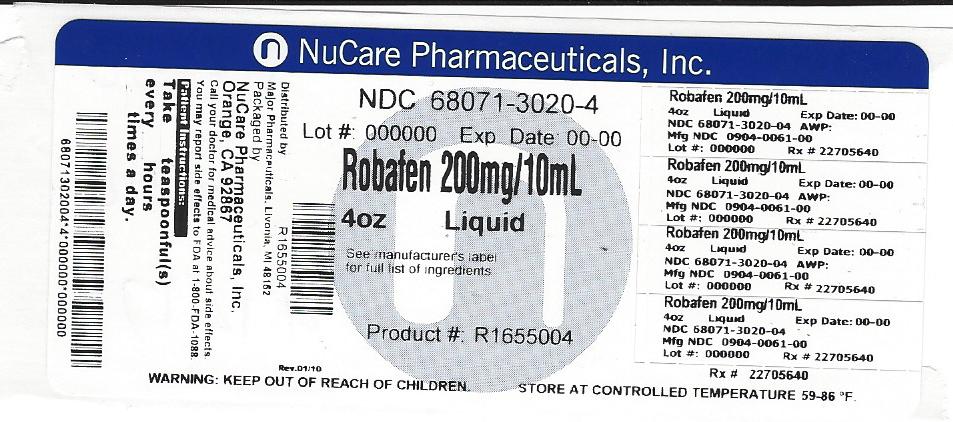 n NuCare Pharmaceuticals, Inc.
68071302004*4*0000000*000000
Take teaspoonful(s)
every hours
times a day.
Patient Instructions:
You may report side effects to FDA at 1-800-FDA-1088.
Call your doctor for medical advice about side effects.
Orange, CA 92867
NuCare Pharmaceuticals, Inc.
Packaged by
Major Pharmaceuticals, Livonia, MI 48152
Distributed by
R1655004
Rev.01/10
NDC 68071-3020-4
Lot #: 000000 Exp Date 00-00
Robafen 200mg/10mL
4oz Liquid
See manufacturer's label
for full list of ingredients
Product #: R1655004
WARNING: KEEP OUT OF REACH OF CHILDREN.
STORE AT CONTROLLED TEMPERATURE 59-86 °F.
Robafen 200mg/10mL
4oz Liquid Exp Date: 00-00
NDC 68071-3020-04 AWP:
Mfg NDC 0904-0061-00
Lot #: 000000 Rx # 22705640
Robafen 200mg/10mL
4oz Liquid Exp Date: 00-00
NDC 68071-3020-04 AWP:
Mfg NDC 0904-0061-00
Lot #: 000000 Rx # 22705640
Robafen 200mg/10mL
4oz Liquid Exp Date: 00-00
NDC 68071-3020-04 AWP:
Mfg NDC 0904-0061-00
Lot #: 000000 Rx # 22705640
Robafen 200mg/10mL
4oz Liquid Exp Date: 00-00
NDC 68071-3020-04
Mfg NDC 0904-0061-00
Lot #: 000000 Rx # 22705640
Rx # 22705640